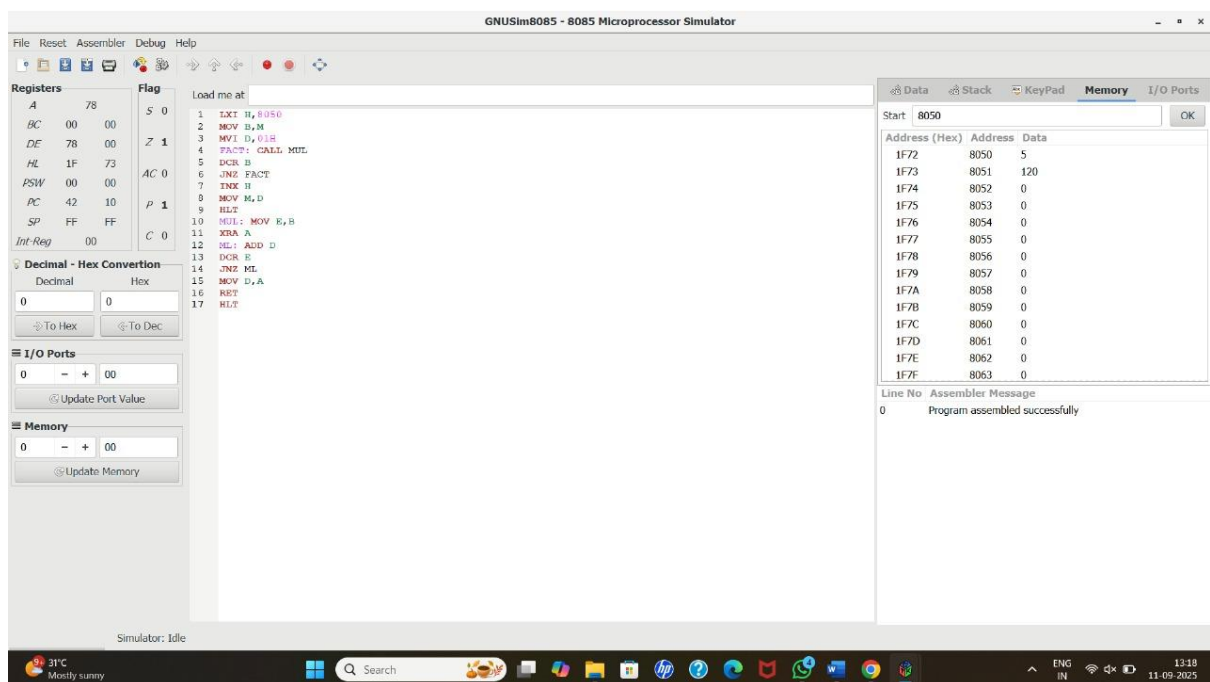 GNUSim8085 - 8085 Microprocessor Simulator
File Reset Assembler Debug Help
Registers
A 78
BC 00 00
DE 78 00
HL 1F 73
PSW 00 00
PC 42 10
SP FF FF
Int-Reg 00
Flag
S 0
Z 1
AC 0
P 1
C 0
Decimal - Hex Convertion
Decimal Hex
0 0
To Hex To Dec
I/O Ports
0 - + 00
Update Port Value
Memory
0 - + 00
Update Memory
Load me at
1 LXI H,8050
2 MOV B,M
3 MVI D,01H
4 FACT: CALL MUL
5 DCR B
6 JNZ FACT
7 INX H
8 MOV M,D
9 HLT
10 MUL: MOV E,B
11 XRA A
12 ML: ADD D
13 DCR E
14 JNZ ML
15 MOV D,A
16 RET
17 HLT
Data Stack KeyPad Memory I/O Ports
Start 8050 OK
Address (Hex) Address Data
1F72 8050 5
1F73 8051 120
1F74 8052 0
1F75 8053 0
1F76 8054 0
1F77 8055 0
1F78 8056 0
1F79 8057 0
1F7A 8058 0
1F7B 8059 0
1F7C 8060 0
1F7D 8061 0
1F7E 8062 0
1F7F 8063 0
Line No Assembler Message
0 Program assembled successfully
Simulator: Idle
9+ 31°C
Mostly sunny
Search
hp
ENG
IN
13:18
11-09-2025